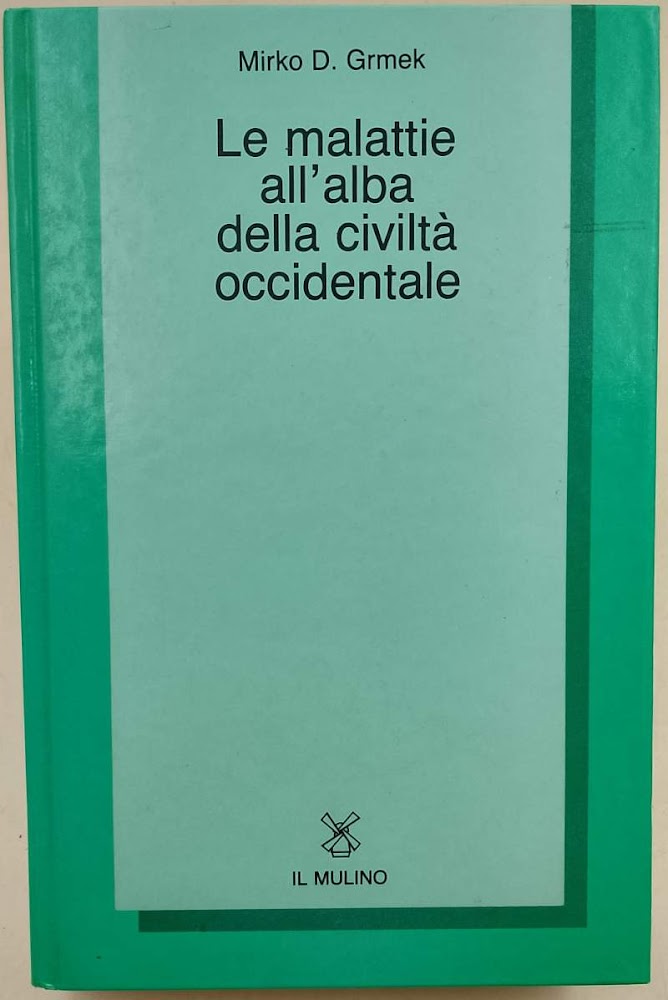 Mirko D. Grmek
Le malattie
all’alba
della civiltà
occidentale
IL MULINO